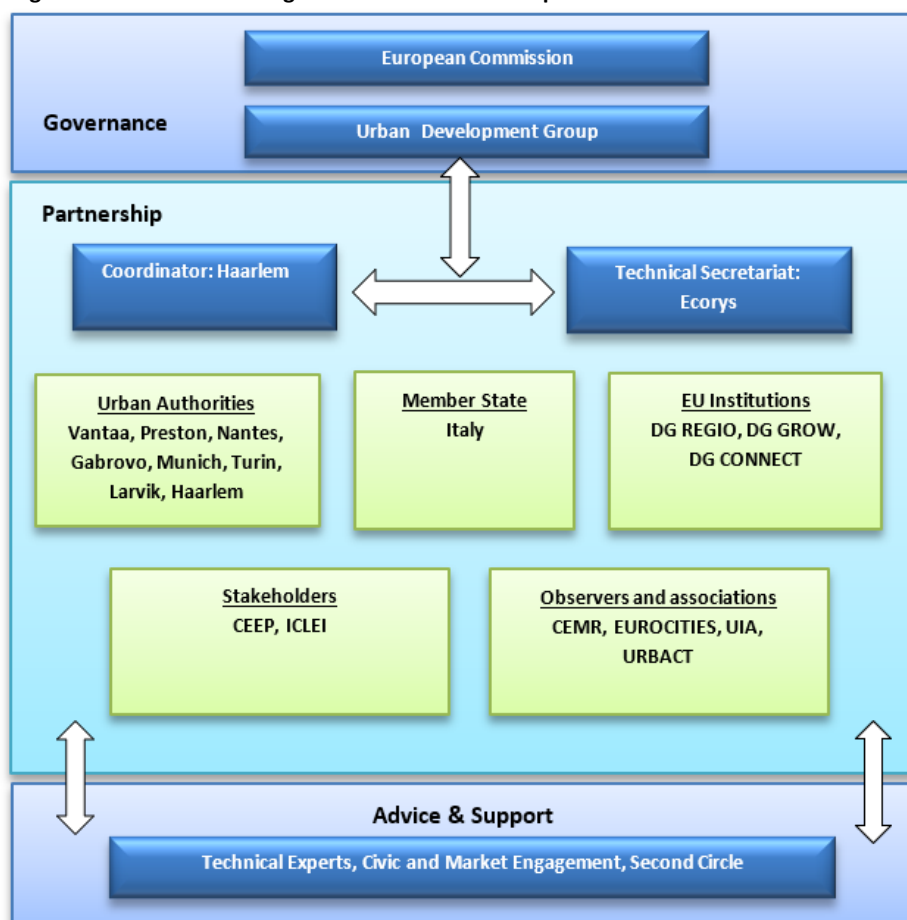 European Commission
Governance
Urban Development Group
Partnership
Coordinator: Haarlem
Technical Secretariat:
Ecorys
Urban Authorities
Vantaa, Preston, Nantes,
Gabrovo, Munich, Turin,
Larvik, Haarlem
Member State
Italy
EU Institutions
DG REGIO, DG GROW,
DG CONNECT
Stakeholders
CEEP, ICLEI
Observers and associations
CEMR, EUROCITIES, UIA,
URBACT
Advice & Support
Technical Experts, Civic and Market Engagement, Second Circle